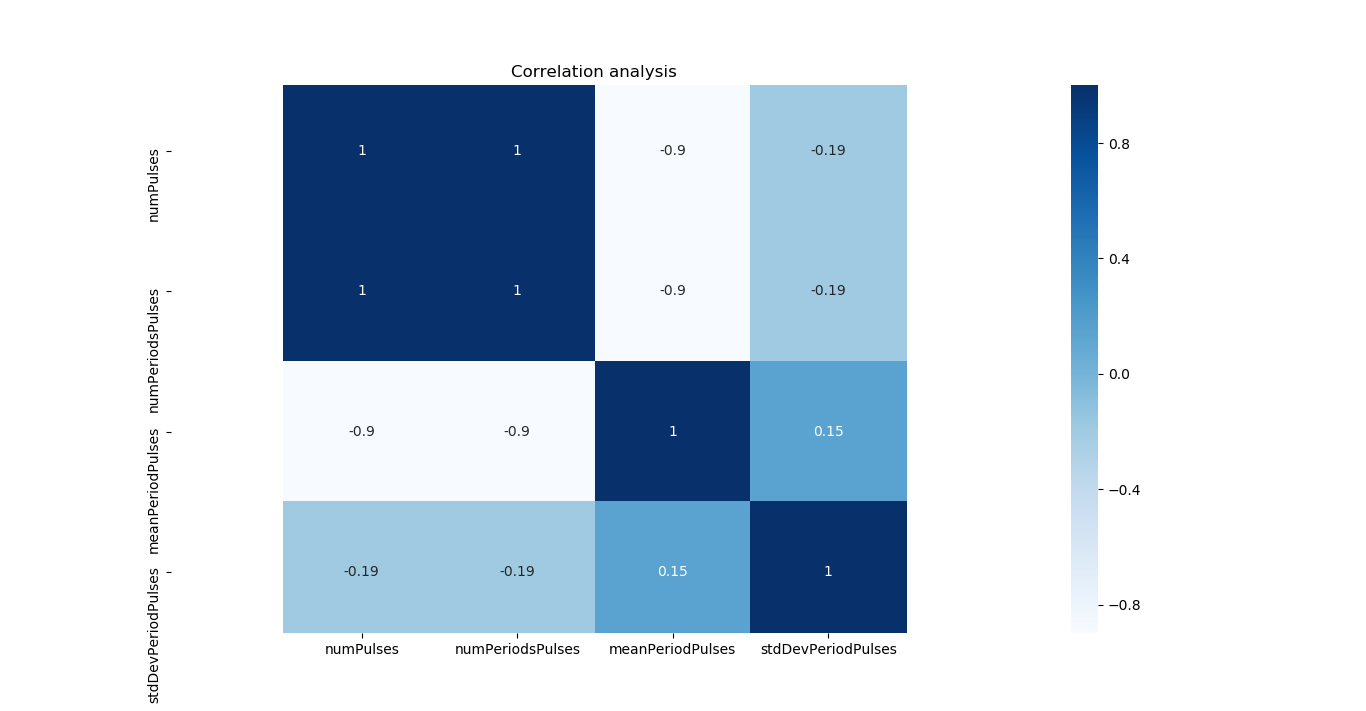 Correlation analysis
numPulses
1 1 -0.9 -0.19
numPeriodsPulses
1 1 -0.9 -0.19
meanPeriodPulses
-0.9 -0.9 1 0.15
stdDevPeriodPulses
-0.19 -0.19 0.15 1
numPulses numPeriodsPulses meanPeriodPulses stdDevPeriodPulses
0.8
0.4
0.0
−0.4
−0.8